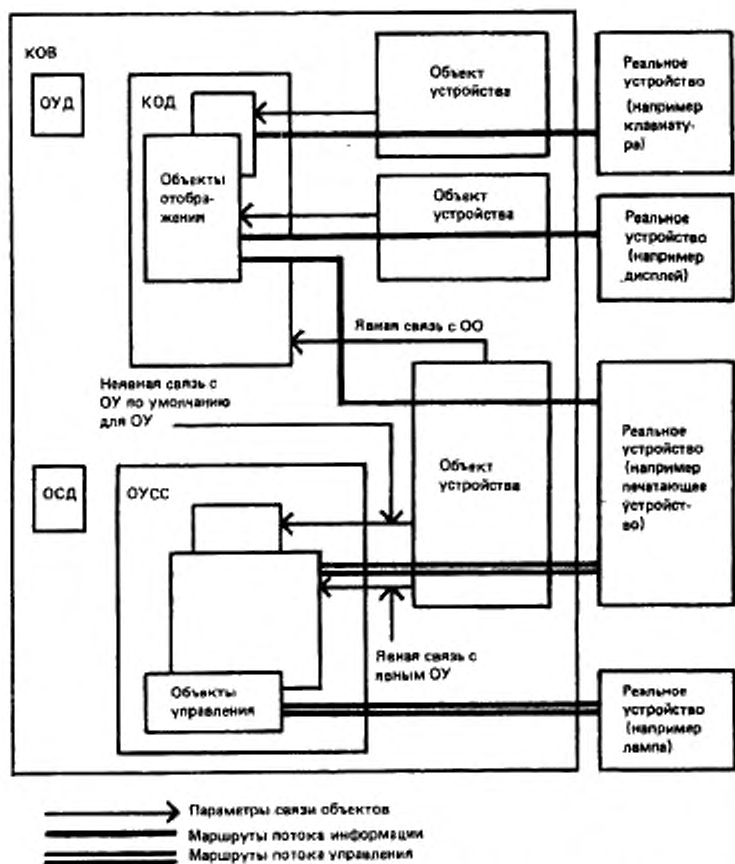 КОВ
ОУД
КОД
Объекты
отобра-
жения
Объект
устройства
Реальное
устройство
(например
клавиату-
ра)
Объект
устройства
Реальное
устройство
(например
дисплей)
Явная связь с ОО
Неявная связь с
ОУ по умолчанию
для ОУ
Объект
устройства
Реальное
устройство
(например
печатающее
устройст-
во)
ОСД
ОУСС
Явная связь с
явным ОУ
Объекты
управления
Реальное
устройство
(например
лампа)
Параметры связи объектов
Маршруты потока информации
Маршруты потока управления